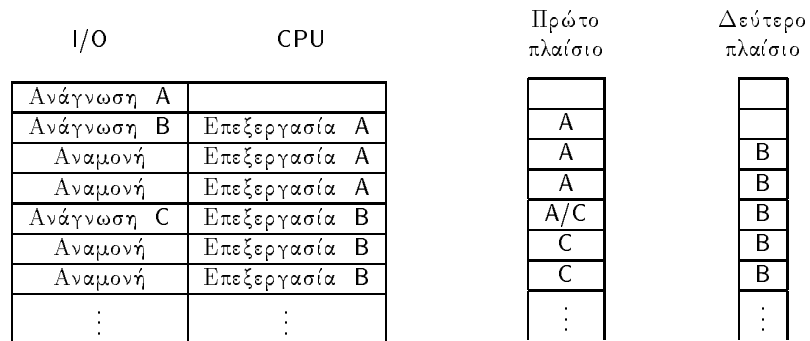 I/O CPU Πρώτο πλαίσιο Δεύτερο πλαίσιο
Ανάγνωση A
Ανάγνωση B Επεξεργασία A A
Αναμονή Επεξεργασία A A B
Αναμονή Επεξεργασία A A B
Ανάγνωση C Επεξεργασία B A/C B
Αναμονή Επεξεργασία B C B
Αναμονή Επεξεργασία B C B
⋮ ⋮ ⋮ ⋮